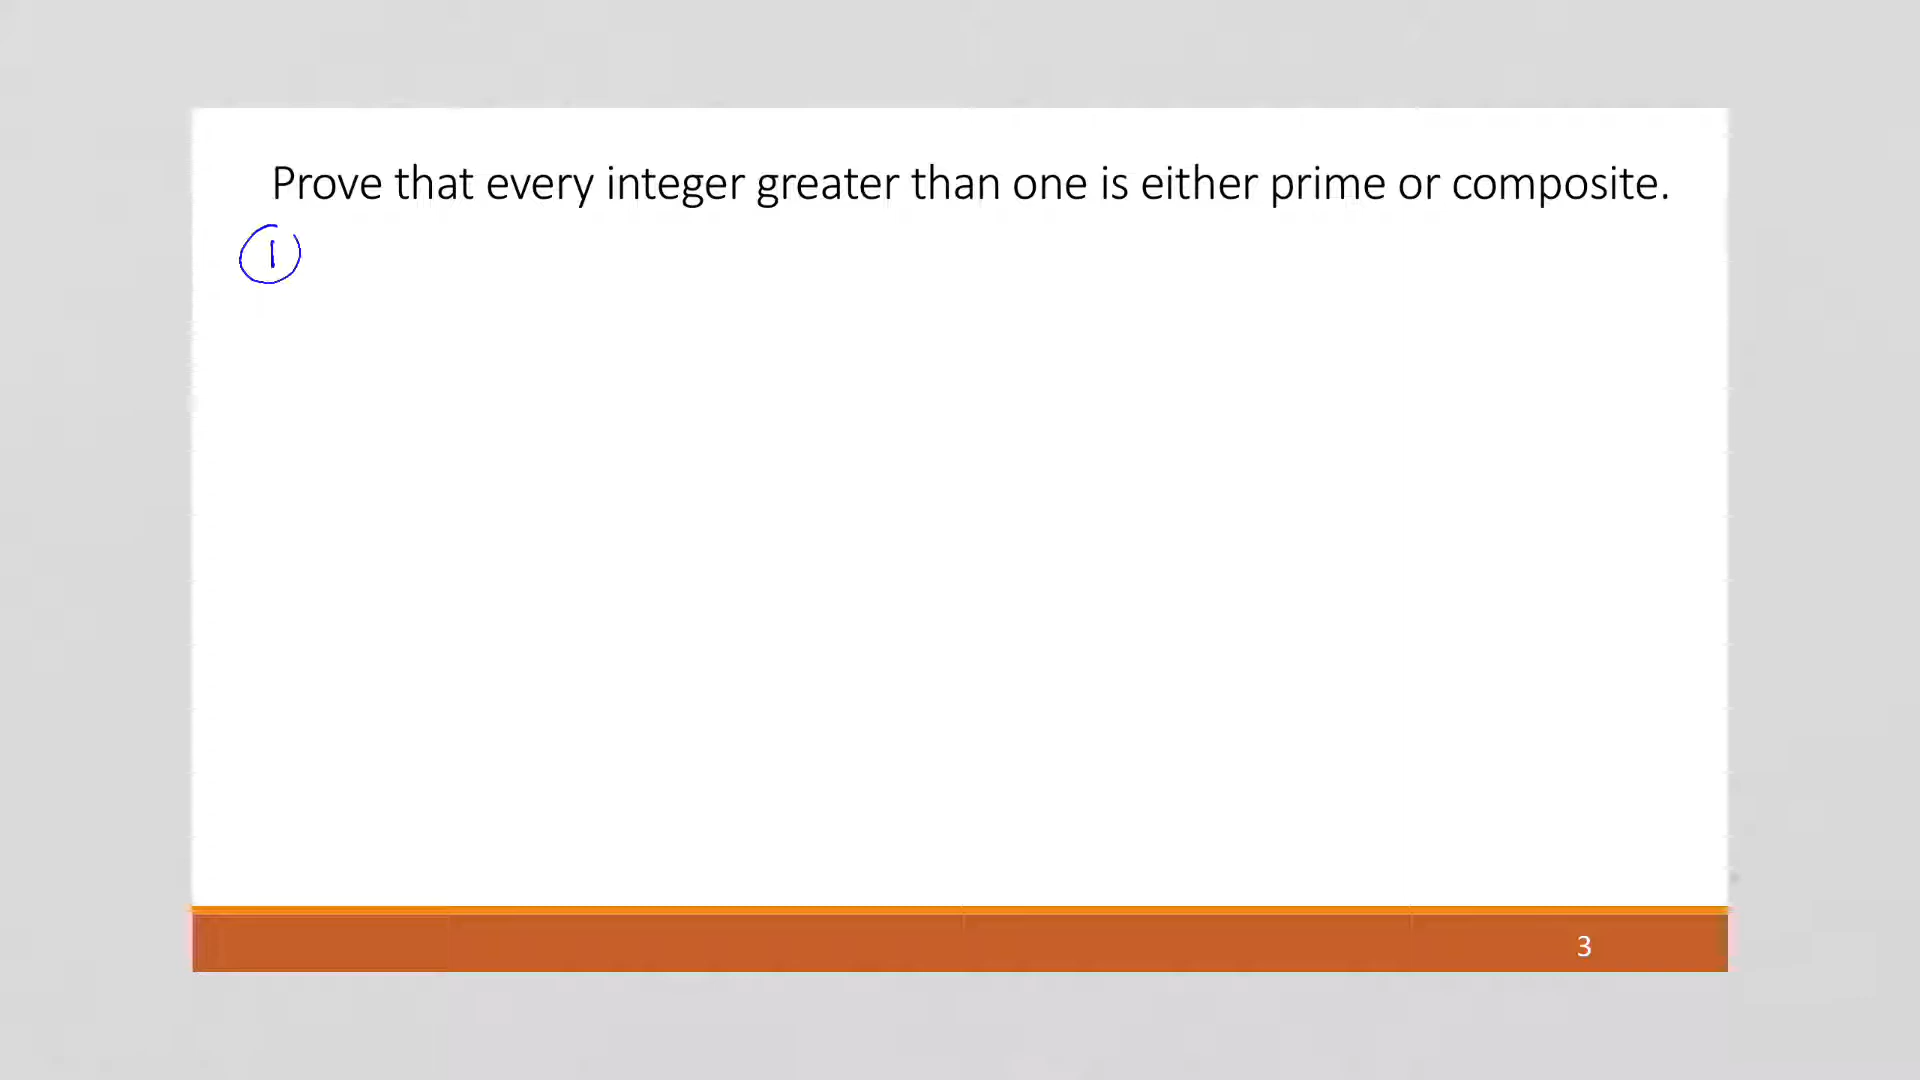 Prove that every integer greater than one is either prime or composite.
1
3